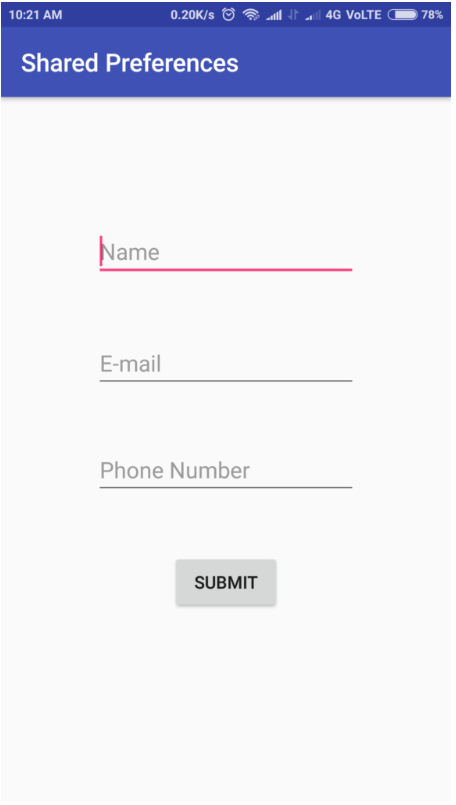 10:21 AM 0.20K/s 4G VoLTE 78%
Shared Preferences
Name
E-mail
Phone Number
SUBMIT